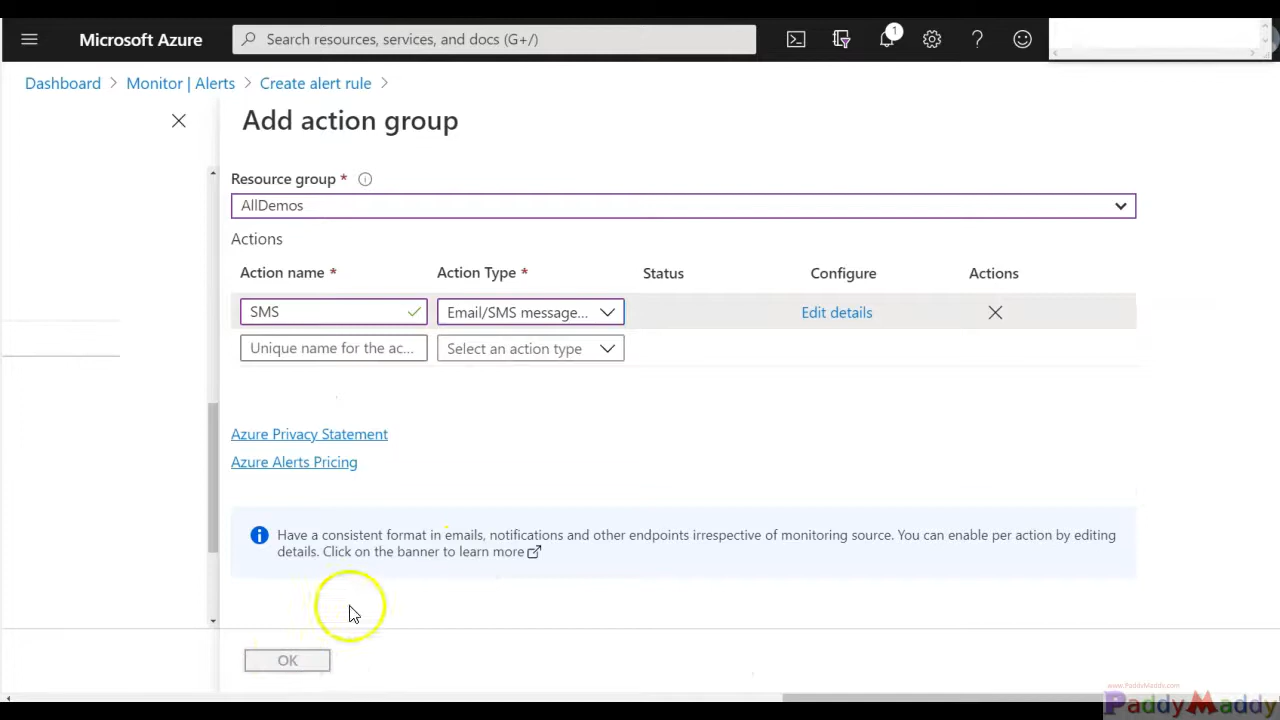 Microsoft Azure
Search resources, services, and docs (G+/)
1
Dashboard > Monitor | Alerts > Create alert rule >
Add action group
Resource group *
AllDemos
Actions
Action name * Action Type * Status Configure Actions
SMS Email/SMS message... Edit details
Unique name for the ac... Select an action type
Azure Privacy Statement
Azure Alerts Pricing
Have a consistent format in emails, notifications and other endpoints irrespective of monitoring source. You can enable per action by editing
details. Click on the banner to learn more
OK
www.PaddyMaddy.com
PaddyMaddy